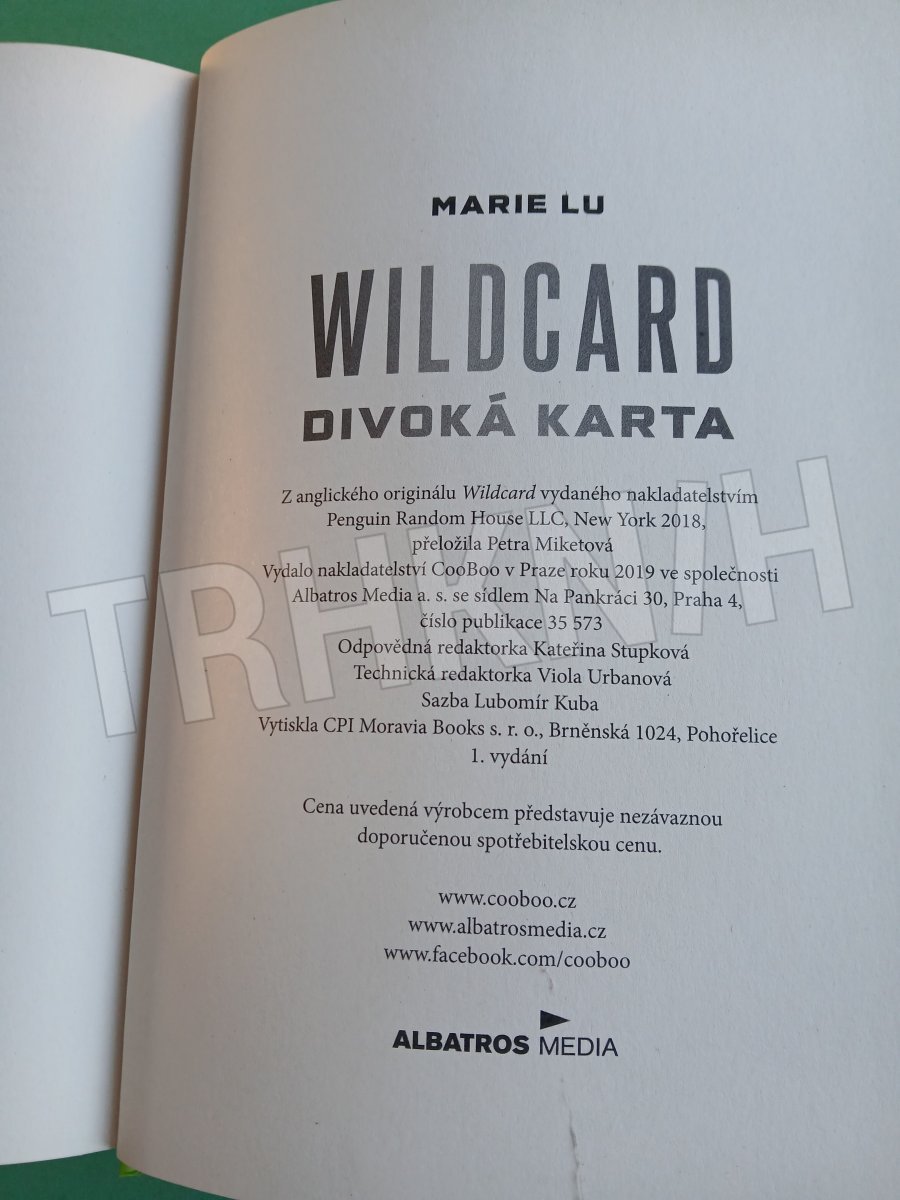 MARIE LU
WILDCARD
DIVOKÁ KARTA
Z anglického originálu Wildcard vydaného nakladatelstvím
Penguin Random House LLC, New York 2018,
přeložila Petra Miketová
Vydalo nakladatelství CooBoo v Praze roku 2019 ve společnosti
Albatros Media a. s. se sídlem Na Pankráci 30, Praha 4,
číslo publikace 35 573
Odpovědná redaktorka Kateřina Stupková
Technická redaktorka Viola Urbanová
Sazba Lubomír Kuba
Vytiskla CPI Moravia Books s. r. o., Brněnská 1024, Pohořelice
1. vydání
Cena uvedená výrobcem představuje nezávaznou
doporučenou spotřebitelskou cenu.
www.cooboo.cz
www.albatrosmedia.cz
www.facebook.com/cooboo
ALBATROS MEDIA
TRHKNIH